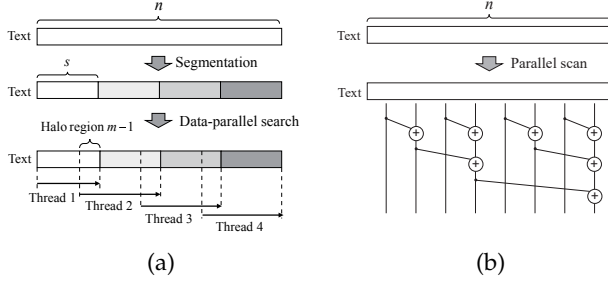 n
Text
Segmentation
s
Text
Data-parallel search
Halo region m−1
Text
Thread 1
Thread 2
Thread 3
Thread 4
(a)
n
Text
Parallel scan
Text
+ + + +
+ +
+
(b)